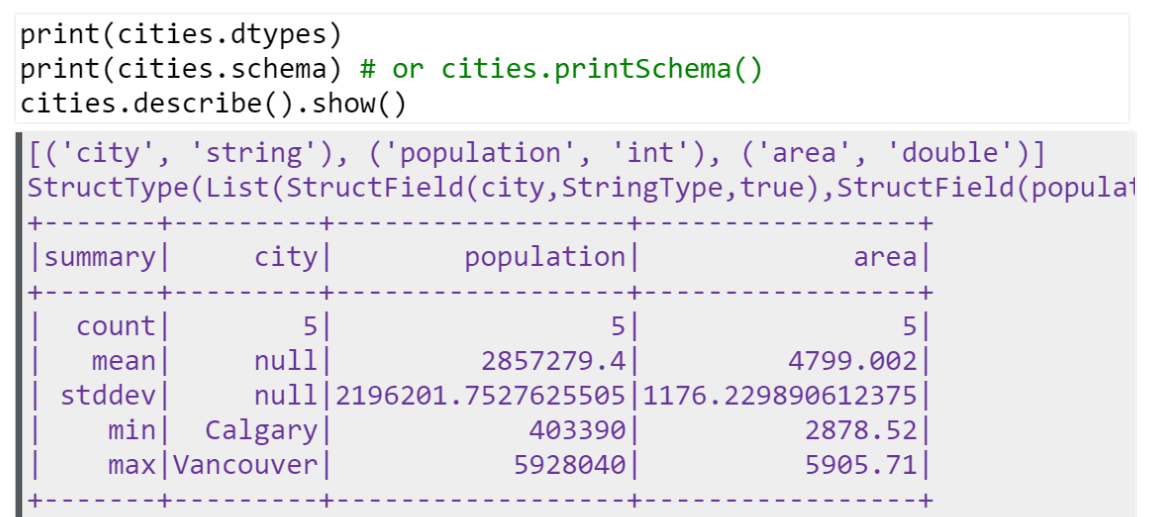 print(cities.dtypes)
print(cities.schema) # or cities.printSchema()
cities.describe().show()
[('city', 'string'), ('population', 'int'), ('area', 'double')]
StructType(List(StructField(city,StringType,true),StructField(populat
+-------+---------+------------------+-----------------+
|summary|     city|        population|             area|
+-------+---------+------------------+-----------------+
|  count|        5|                 5|                5|
|   mean|     null|         2857279.4|         4799.002|
| stddev|     null|2196201.7527625505|1176.229890612375|
|    min|  Calgary|            403390|          2878.52|
|    max|Vancouver|           5928040|          5905.71|
+-------+---------+------------------+-----------------+